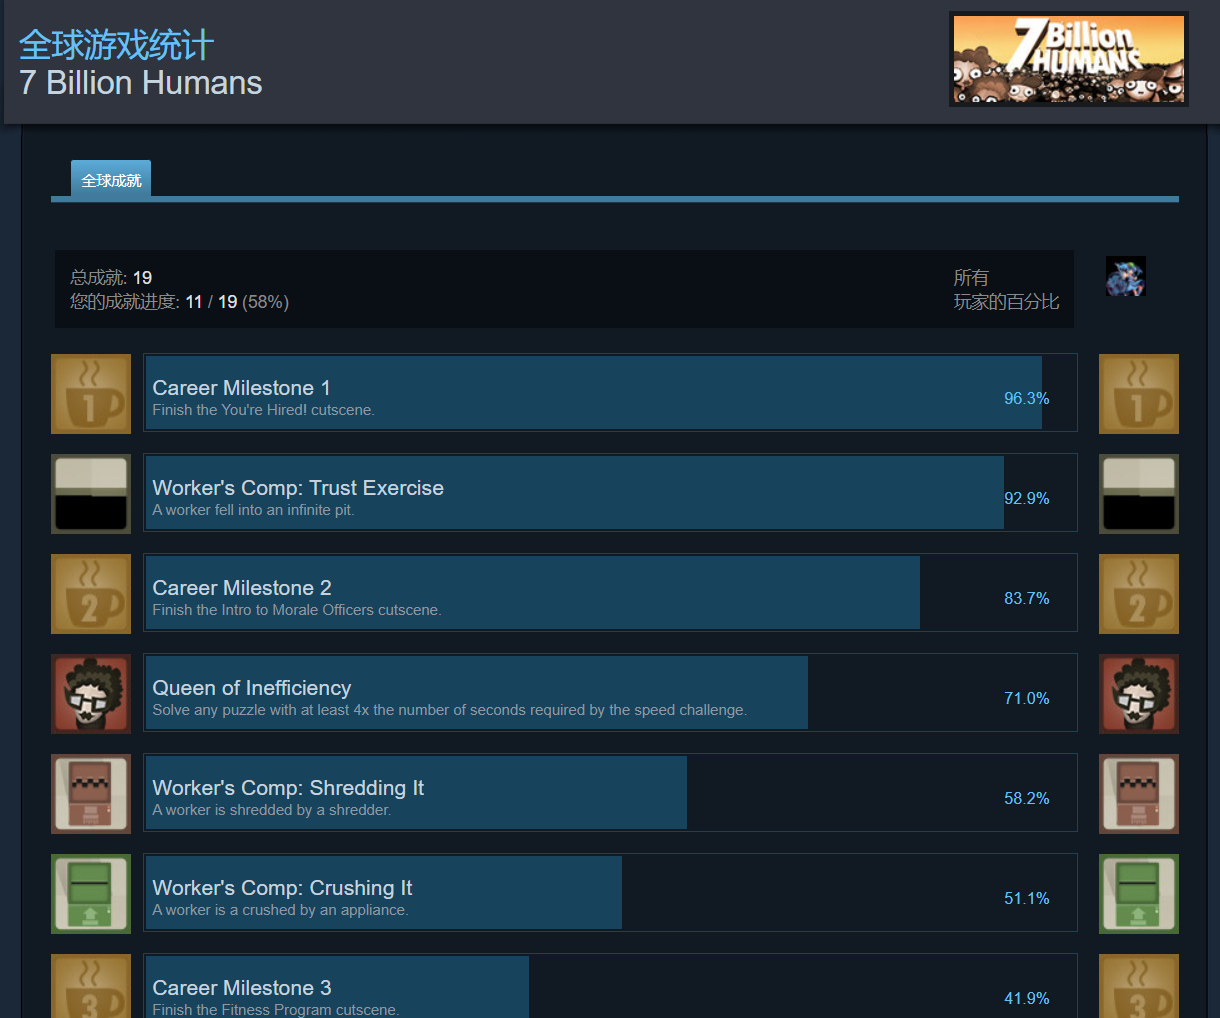 全球游戏统计
7 Billion Humans
7 Billion
HUMANS
全球成就
总成就: 19
您的成就进度: 11 / 19 (58%)
所有
玩家的百分比
1
Career Milestone 1
Finish the You're Hired! cutscene.
96.3%
1
Worker's Comp: Trust Exercise
A worker fell into an infinite pit.
92.9%
2
Career Milestone 2
Finish the Intro to Morale Officers cutscene.
83.7%
2
Queen of Inefficiency
Solve any puzzle with at least 4x the number of seconds required by the speed challenge.
71.0%
Worker's Comp: Shredding It
A worker is shredded by a shredder.
58.2%
Worker's Comp: Crushing It
A worker is a crushed by an appliance.
51.1%
3
Career Milestone 3
Finish the Fitness Program cutscene.
41.9%
3